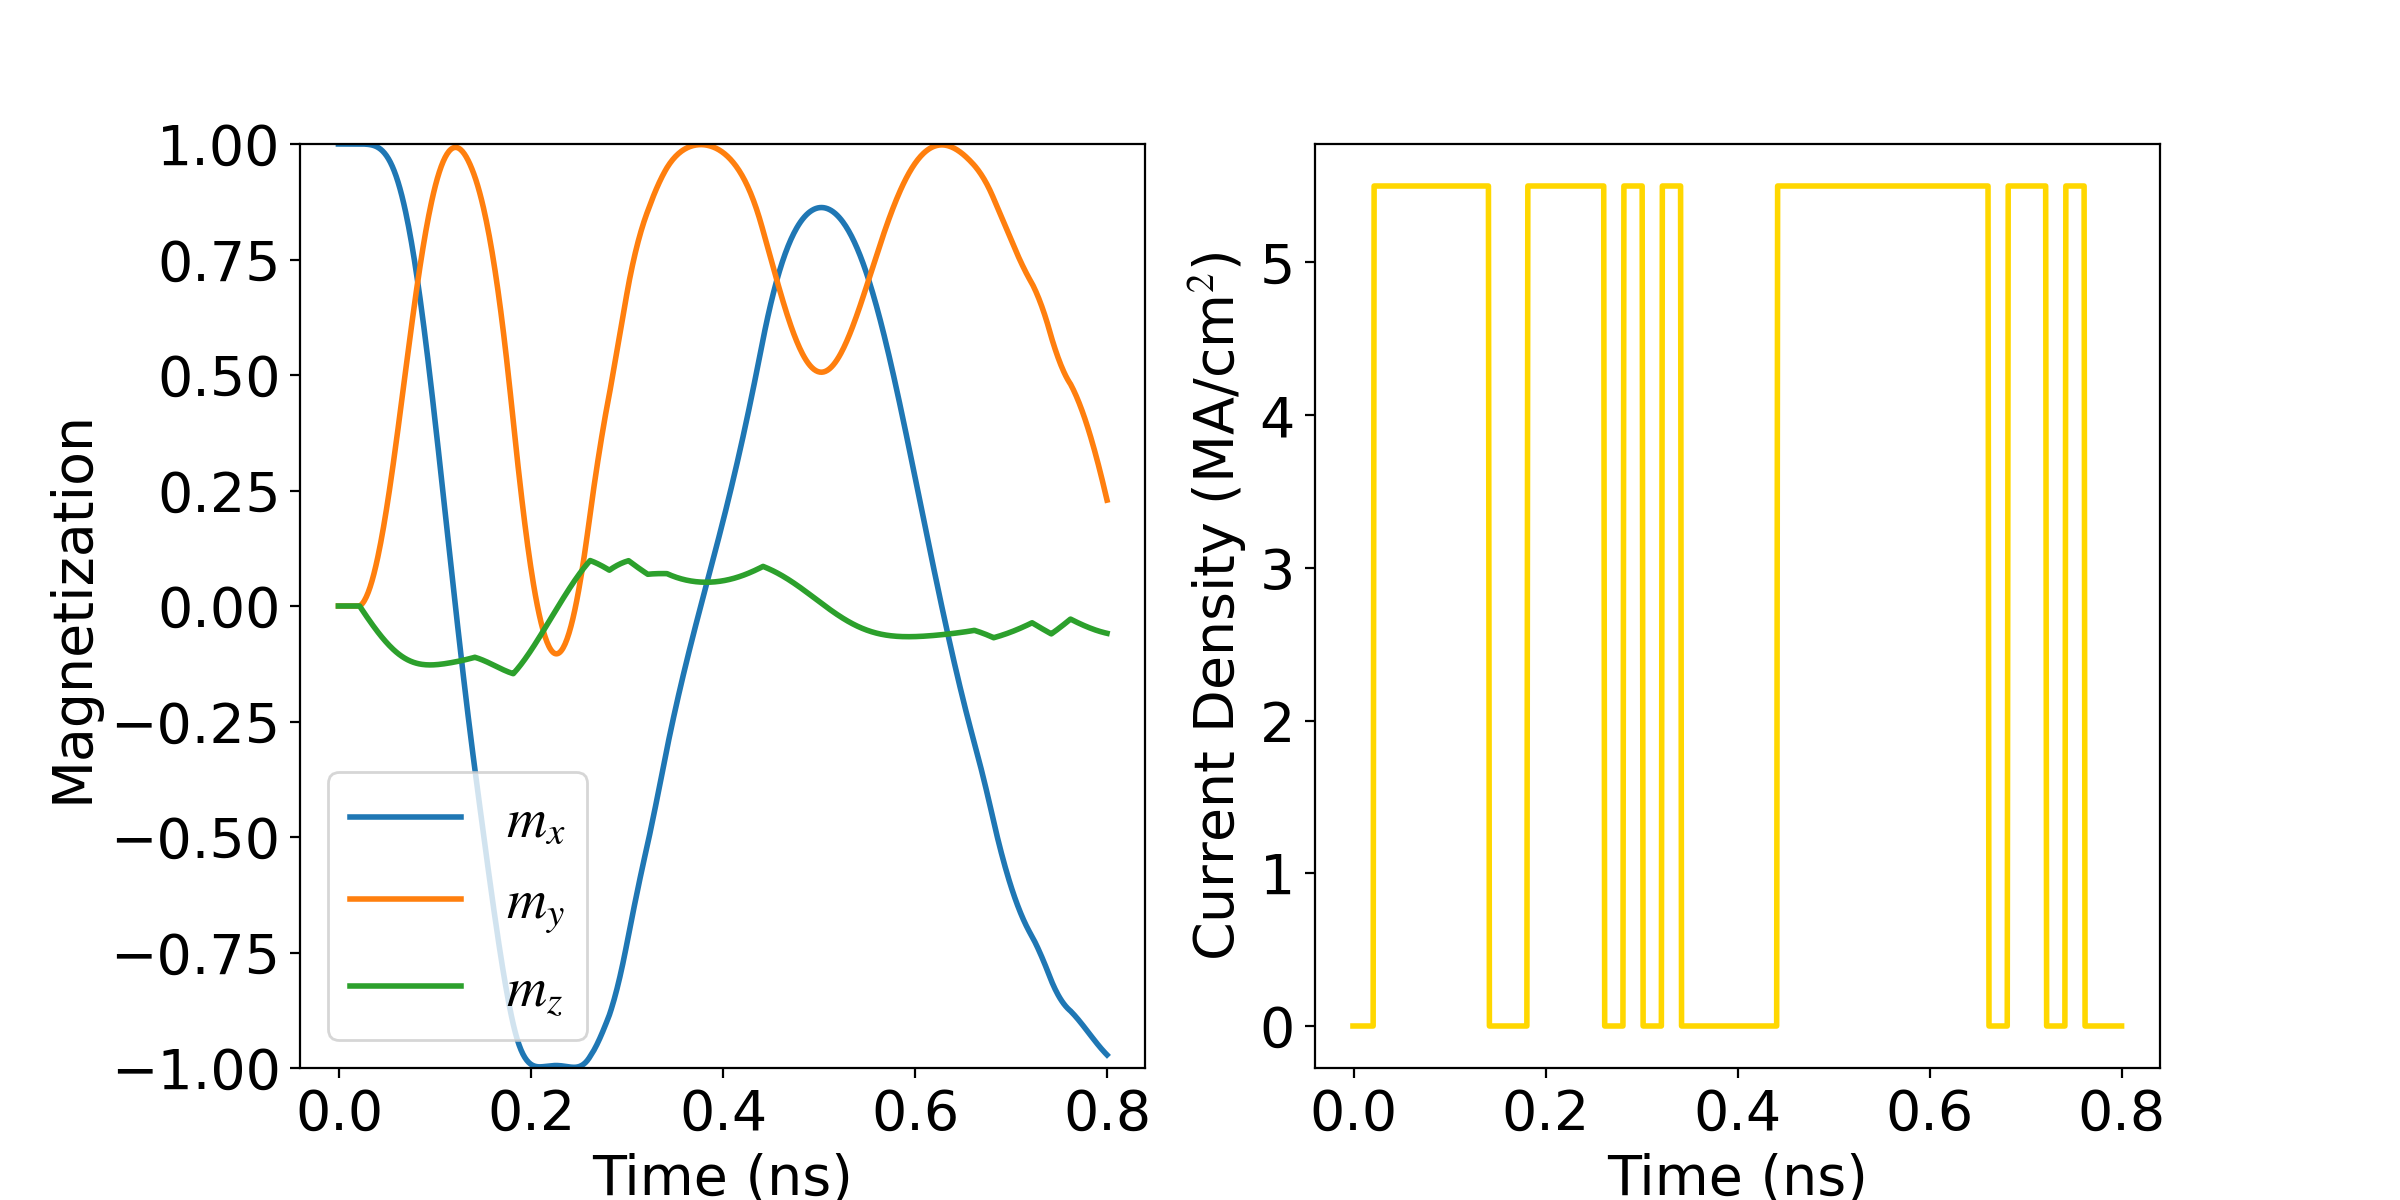 Magnetization
1.00
0.75
0.50
0.25
0.00
−0.25
−0.50
−0.75
−1.00
m_x
m_y
m_z
0.0 0.2 0.4 0.6 0.8
Time (ns)
Current Density (MA/cm²)
5
4
3
2
1
0
0.0 0.2 0.4 0.6 0.8
Time (ns)